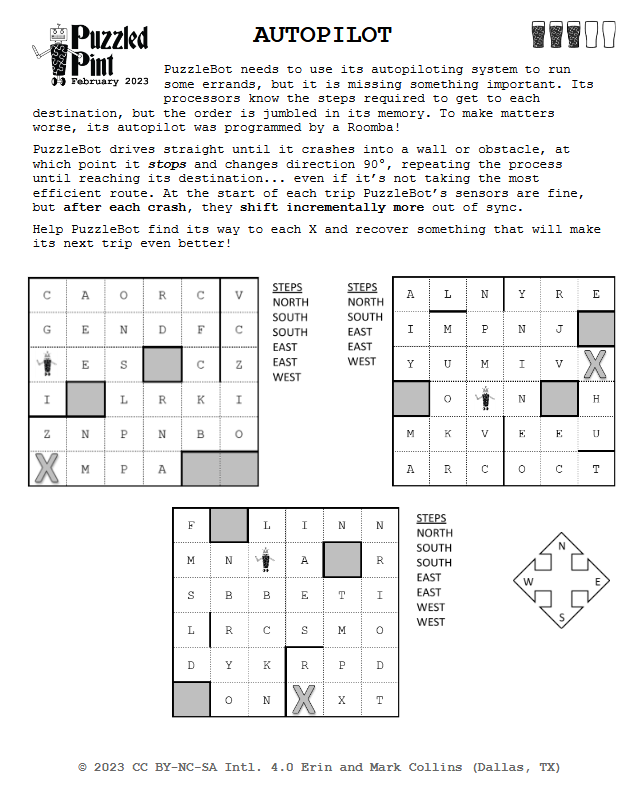 Puzzled
Pint
February 2023
AUTOPILOT
PuzzleBot needs to use its autopiloting system to run
some errands, but it is missing something important. Its
processors know the steps required to get to each
destination, but the order is jumbled in its memory. To make matters
worse, its autopilot was programmed by a Roomba!
PuzzleBot drives straight until it crashes into a wall or obstacle, at
which point it stops and changes direction 90°, repeating the process
until reaching its destination... even if it's not taking the most
efficient route. At the start of each trip PuzzleBot's sensors are fine,
but after each crash, they shift incrementally more out of sync.
Help PuzzleBot find its way to each X and recover something that will make
its next trip even better!
C A O R C V
G E N D F C
E S C Z
I L R K I
Z N P N B O
X M P A
STEPS
NORTH
SOUTH
SOUTH
EAST
EAST
WEST
STEPS
NORTH
SOUTH
EAST
EAST
WEST
A L N Y R E
I M P N J
Y U M I V X
O N H
M K V E E U
A R C O C T
F L I N N
M N A R
S B B E T I
L R C S M O
D Y K R P D
O N X X T
STEPS
NORTH
SOUTH
SOUTH
EAST
EAST
WEST
WEST
N
W E
S
© 2023 CC BY-NC-SA Intl. 4.0 Erin and Mark Collins (Dallas, TX)